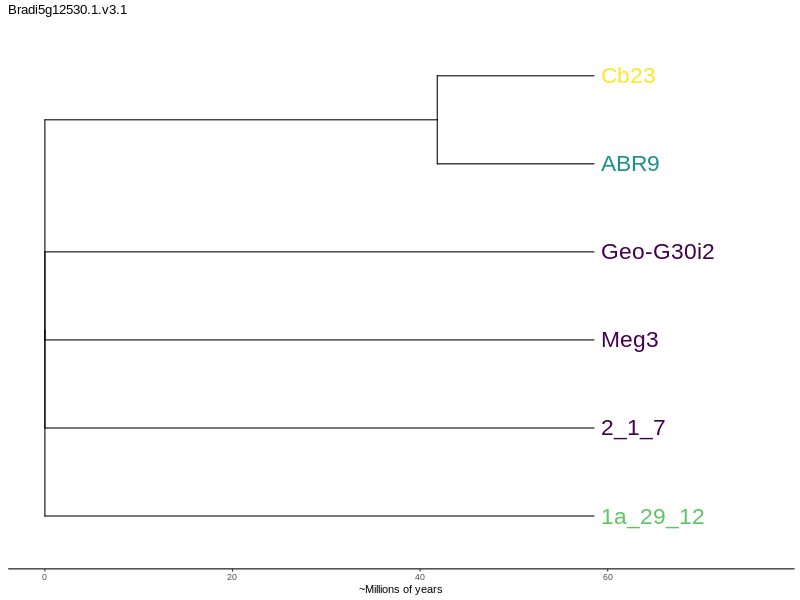 Bradi5g12530.1.v3.1
Cb23
ABR9
Geo-G30i2
Meg3
2_1_7
1a_29_12
0 20 40 60
~Millions of years